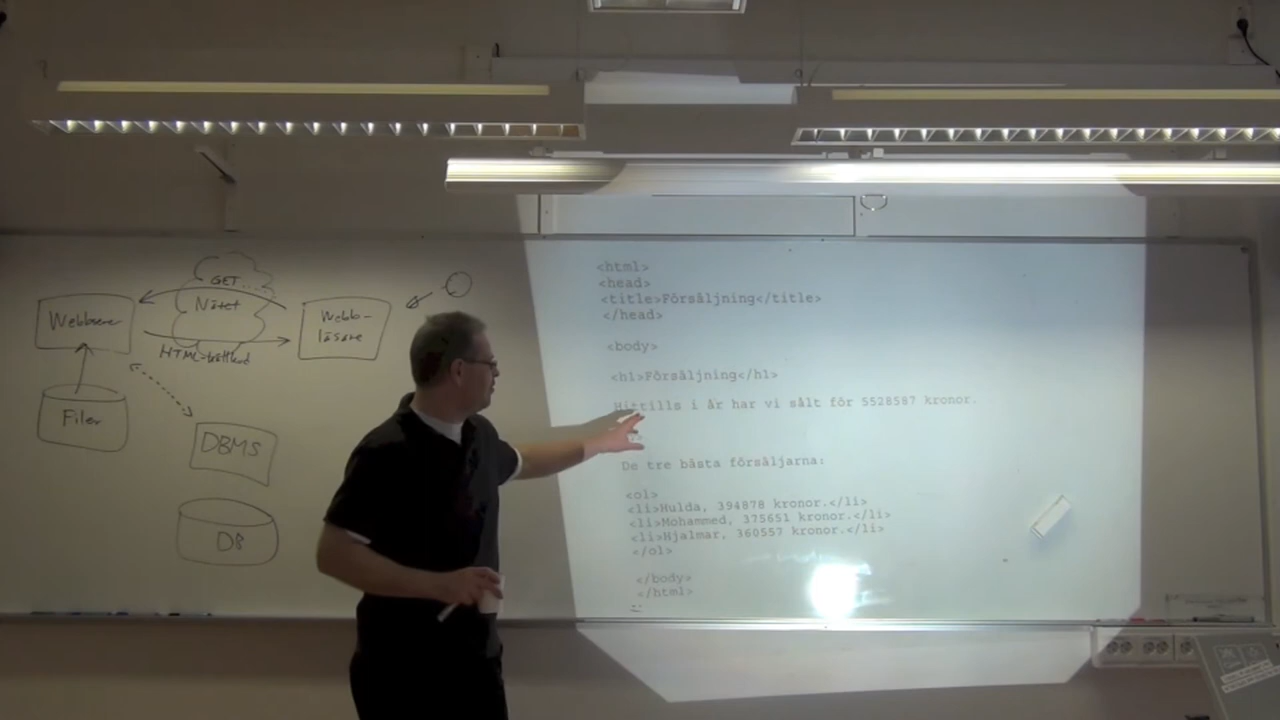 GET...
Nätet
Webbserver
Webb-
läsare
HTML-kod
Filer
DBMS
DB
<html>
<head>
<title>Försäljning</title>
</head>
<body>
<h1>Försäljning</h1>
Hittills i år har vi sålt för 5528587 kronor.
De tre bästa försäljarna:
<ol>
<li>Hulda, 394878 kronor.</li>
<li>Mohammed, 375651 kronor.</li>
<li>Hjalmar, 360557 kronor.</li>
</ol>
</body>
</html>